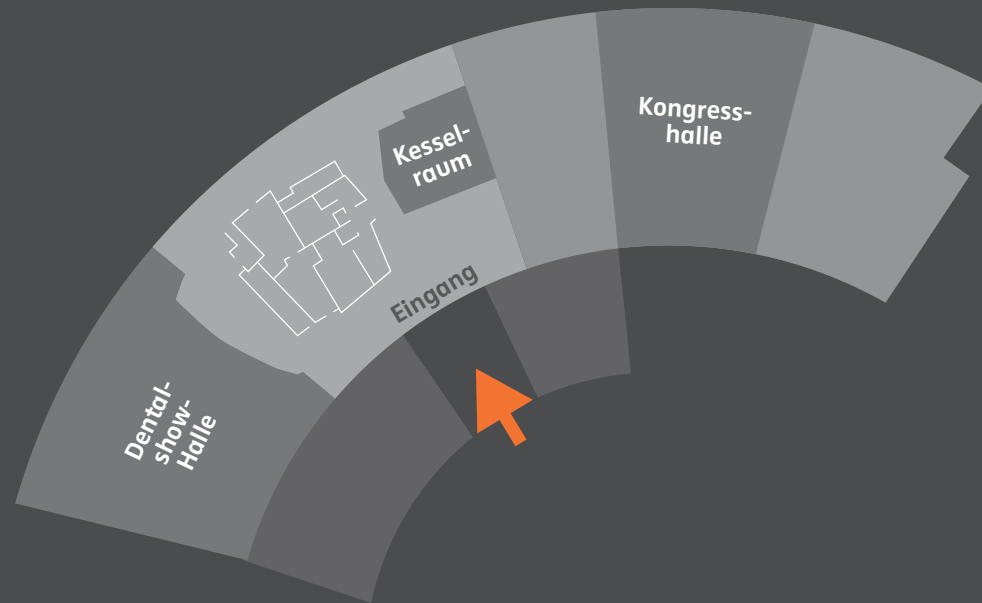 Kongress-
halle
Kessel-
raum
Eingang
Dental-
show-
Halle